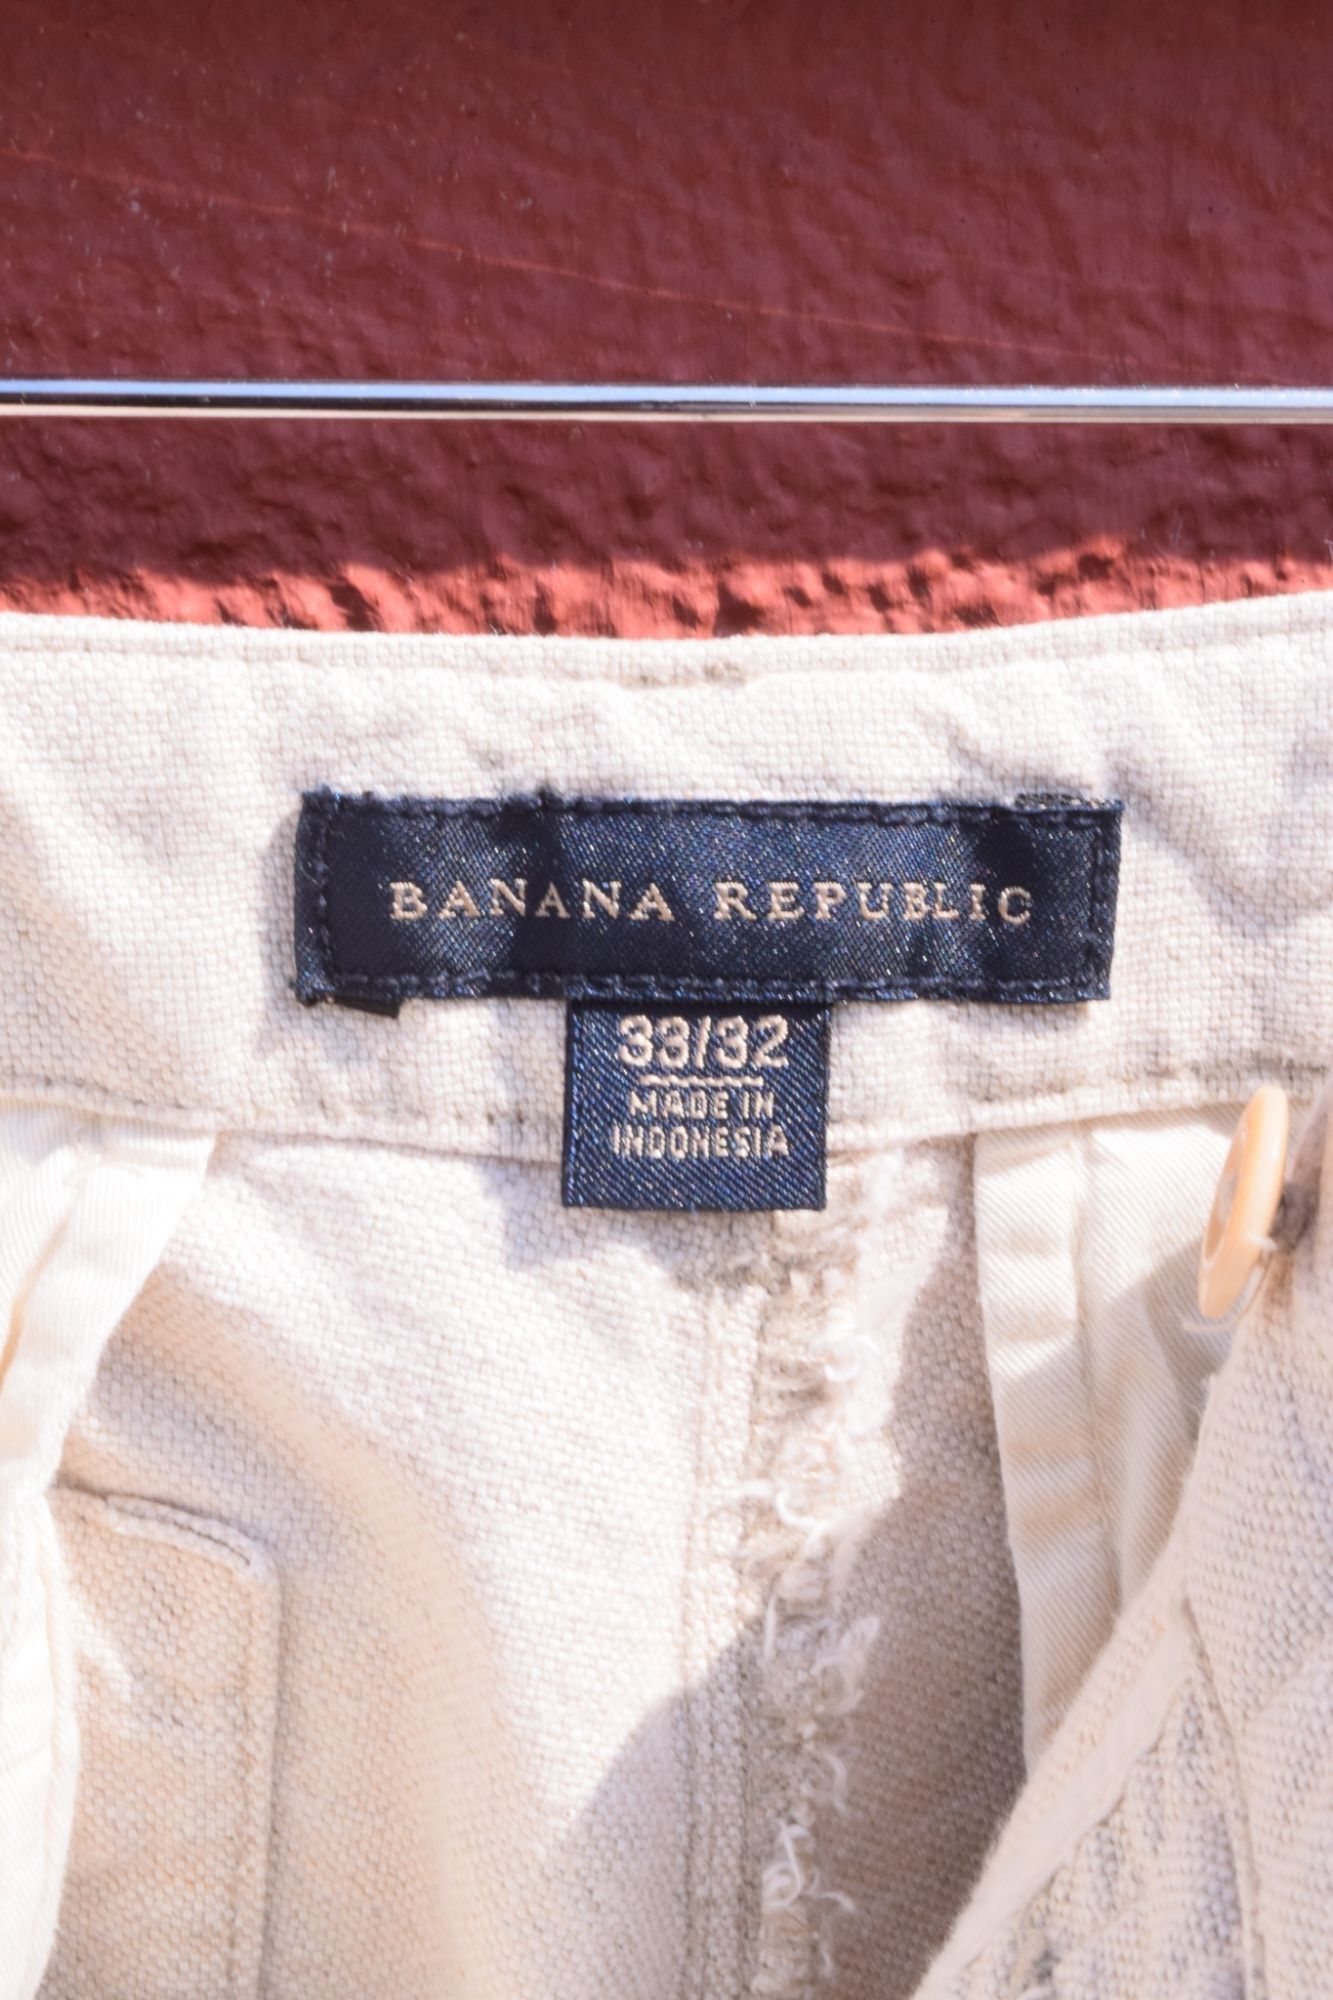 BANANA REPUBLIC
33/32
MADE IN
INDONESIA